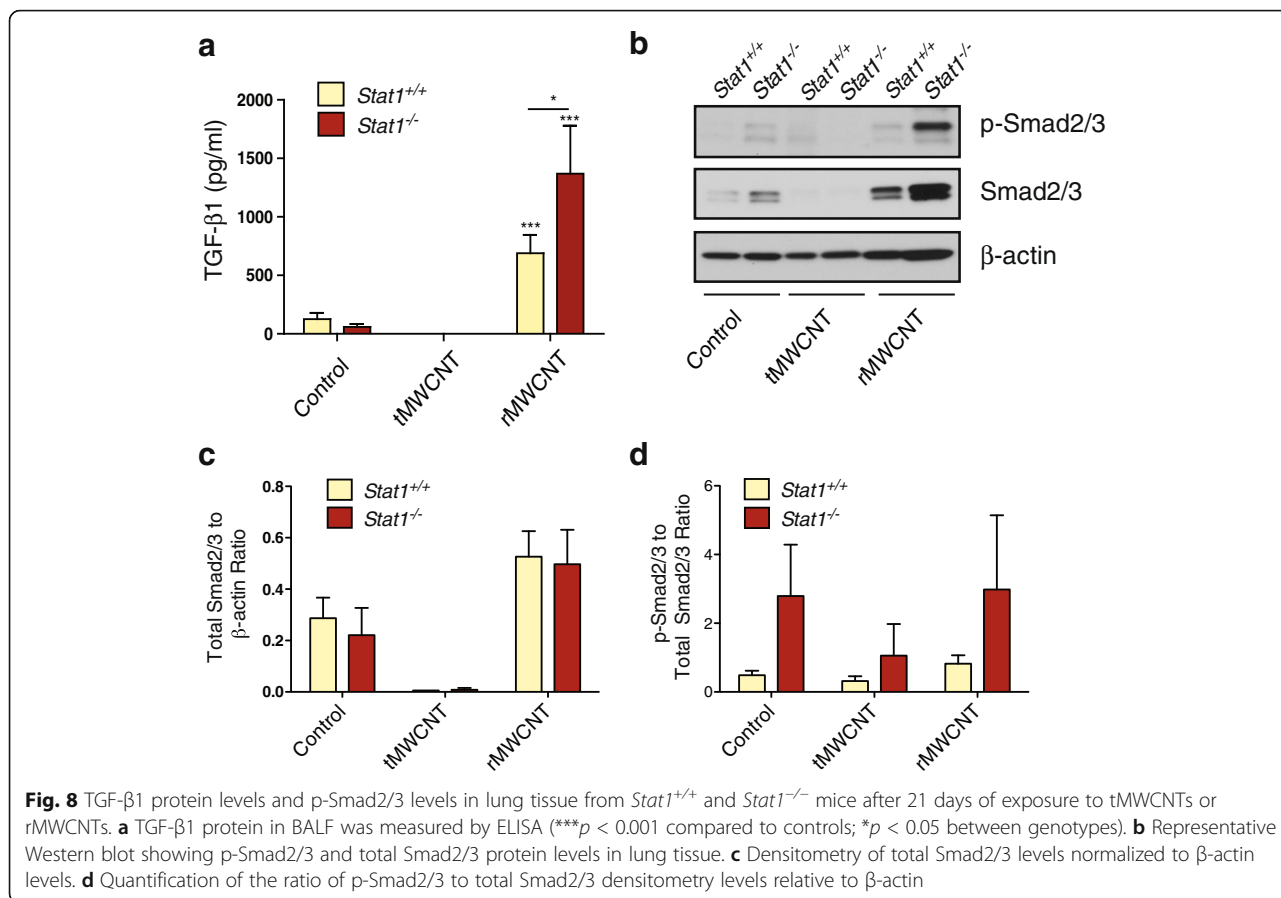 a
Stat1+/+
Stat1-/-
TGF-β1 (pg/ml)
2000
1500
1000
500
0
***
*
***
Control
tMWCNT
rMWCNT
b
Stat1+/+
Stat1-/-
Stat1+/+
Stat1-/-
Stat1+/+
Stat1-/-
p-Smad2/3
Smad2/3
β-actin
Control
tMWCNT
rMWCNT
c
Stat1+/+
Stat1-/-
Total Smad2/3 to
β-actin Ratio
0.8
0.6
0.4
0.2
0.0
Control
tMWCNT
rMWCNT
d
Stat1+/+
Stat1-/-
p-Smad2/3 to
Total Smad2/3 Ratio
6
4
2
0
Control
tMWCNT
rMWCNT
Fig. 8 TGF-β1 protein levels and p-Smad2/3 levels in lung tissue from Stat1+/+ and Stat1−/− mice after 21 days of exposure to tMWCNTs or
rMWCNTs. a TGF-β1 protein in BALF was measured by ELISA (***p < 0.001 compared to controls; *p < 0.05 between genotypes). b Representative
Western blot showing p-Smad2/3 and total Smad2/3 protein levels in lung tissue. c Densitometry of total Smad2/3 levels normalized to β-actin
levels. d Quantification of the ratio of p-Smad2/3 to total Smad2/3 densitometry levels relative to β-actin